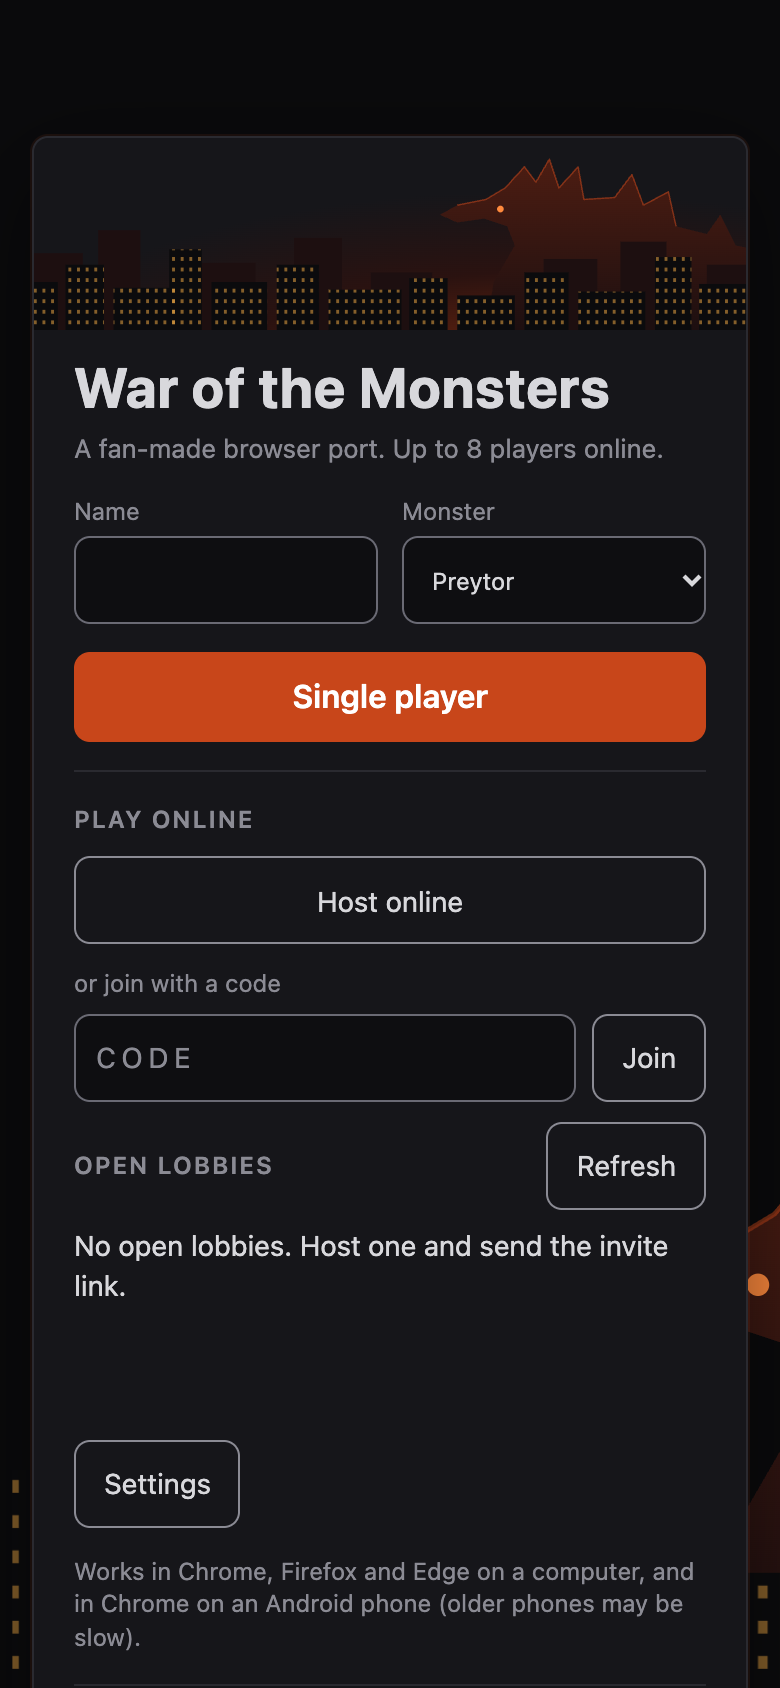 War of the Monsters
A fan-made browser port. Up to 8 players online.
Name
Monster
Preytor
Single player
PLAY ONLINE
Host online
or join with a code
CODE
Join
OPEN LOBBIES
Refresh
No open lobbies. Host one and send the invite
link.
Settings
Works in Chrome, Firefox and Edge on a computer, and
in Chrome on an Android phone (older phones may be
slow).